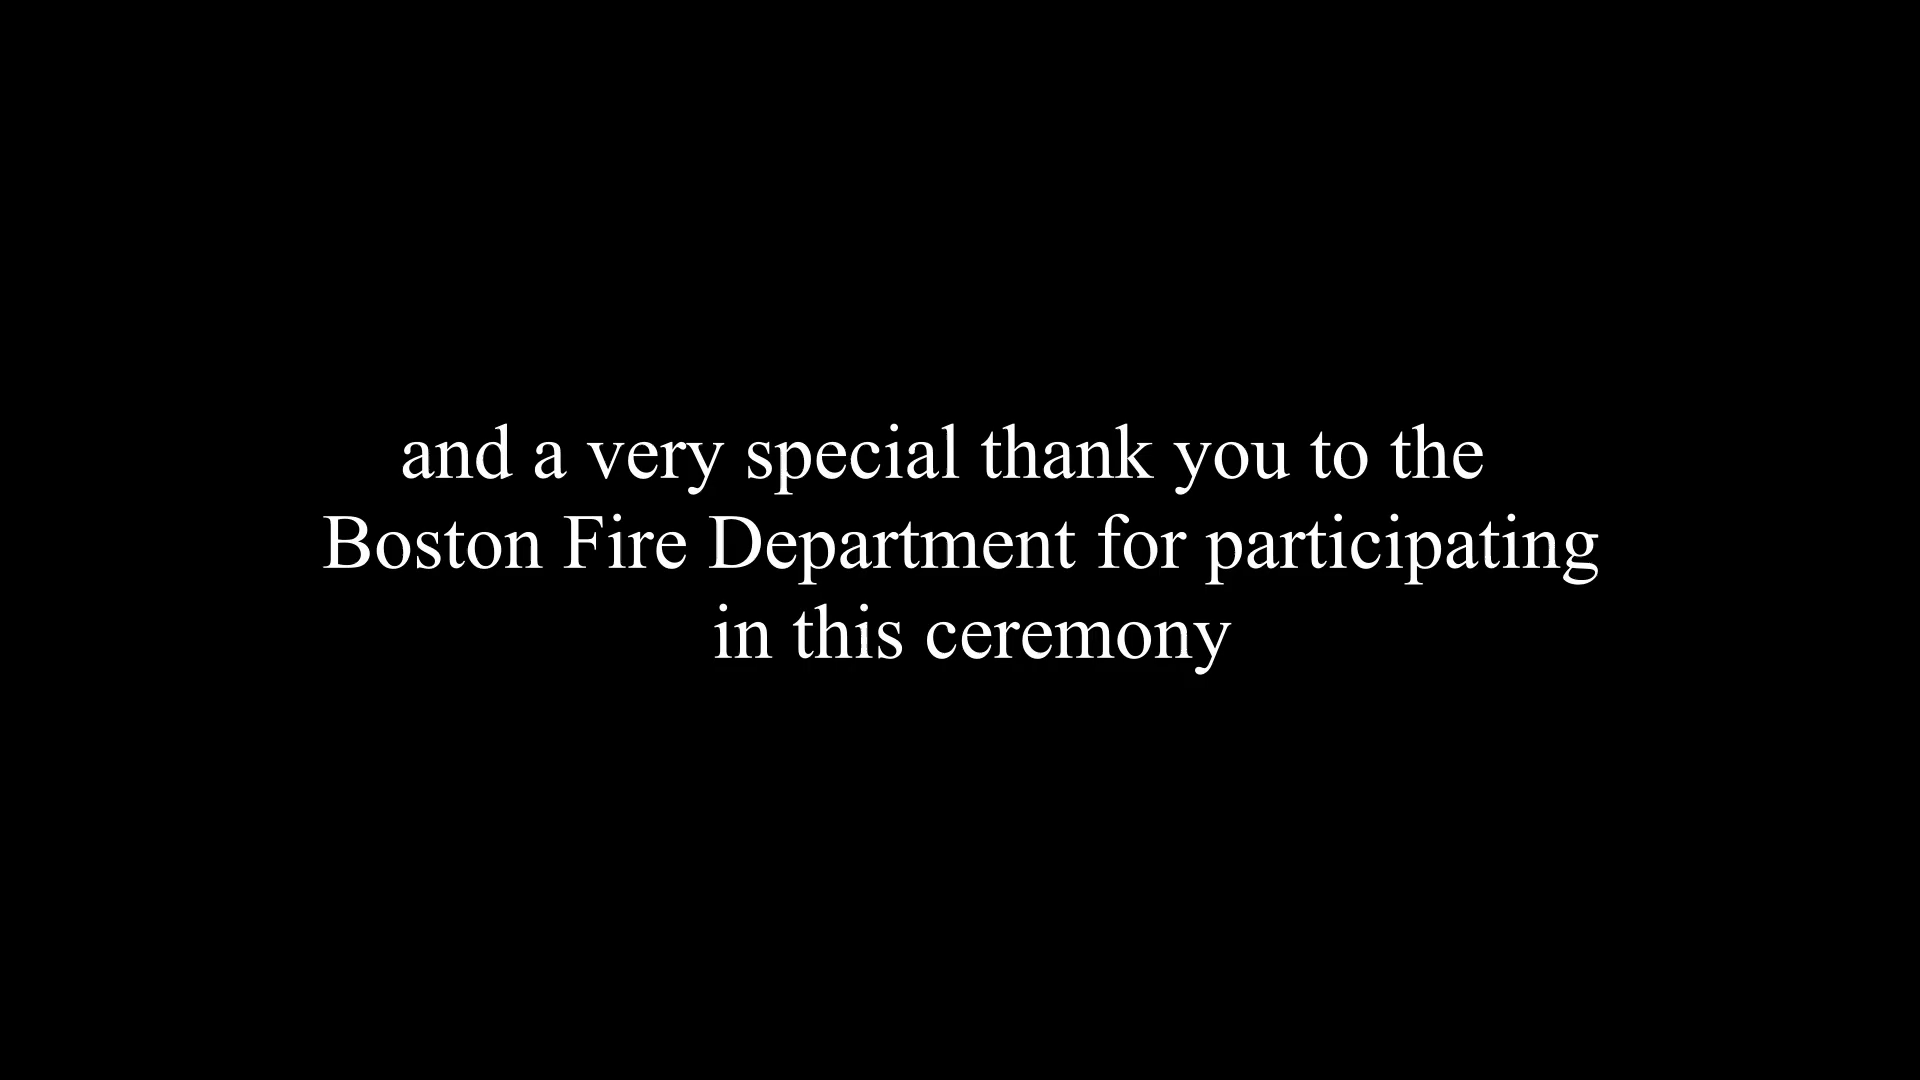 and a very special thank you to the
Boston Fire Department for participating
in this ceremony